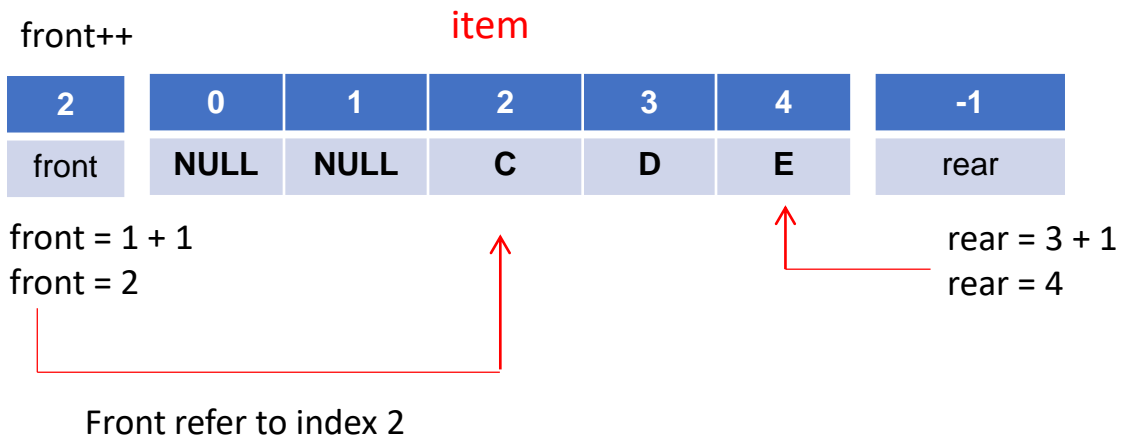 front++
item
2 0 1 2 3 4 -1
front NULL NULL C D E rear
front = 1 + 1
front = 2
rear = 3 + 1
rear = 4
Front refer to index 2